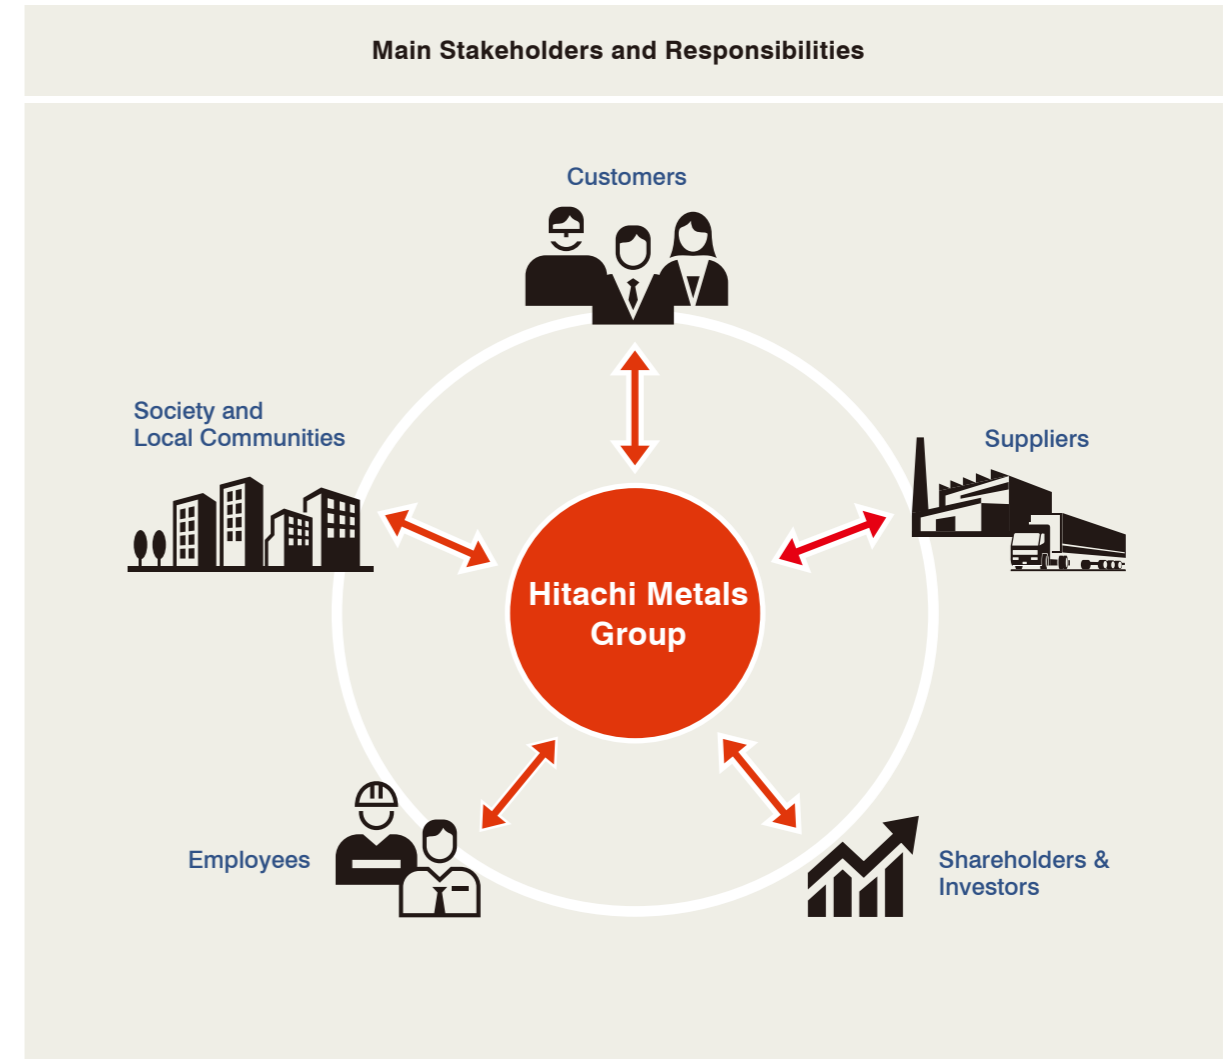 Main Stakeholders and Responsibilities
Customers
Society and
Local Communities
Suppliers
Hitachi Metals
Group
Employees
Shareholders &
Investors